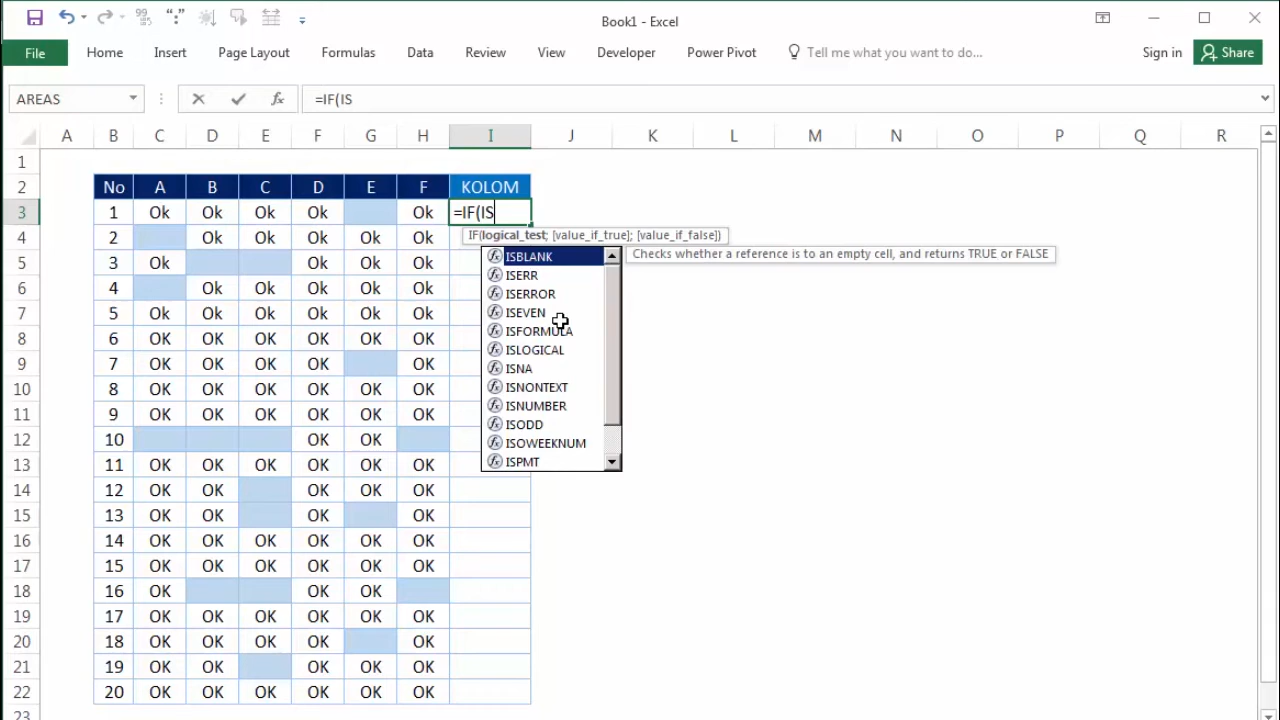 Book1 - Excel
File Home Insert Page Layout Formulas Data Review View Developer Power Pivot Tell me what you want to do... Sign in Share
AREAS fx =IF(IS
A B C D E F G H I J K L M N O P Q R
1
2 No A B C D E F KOLOM
3 1 Ok Ok Ok Ok Ok =IF(IS
IF(logical_test; [value_if_true]; [value_if_false])
4 2 Ok Ok Ok Ok Ok
5 3 Ok Ok Ok Ok
6 4 Ok Ok Ok Ok Ok
7 5 Ok Ok Ok Ok Ok Ok
8 6 OK OK OK OK OK OK
9 7 OK OK OK OK OK
10 8 OK OK OK OK OK OK
11 9 OK OK OK OK OK OK
12 10 OK OK
13 11 OK OK OK OK OK OK
14 12 OK OK OK OK OK
15 13 OK OK OK OK
16 14 OK OK OK OK OK OK
17 15 OK OK OK OK OK OK
18 16 OK OK OK
19 17 OK OK OK OK OK OK
20 18 OK OK OK OK OK
21 19 OK OK OK OK OK
22 20 OK OK OK OK OK OK
23
ISBLANK Checks whether a reference is to an empty cell, and returns TRUE or FALSE
ISERR
ISERROR
ISEVEN
ISFORMULA
ISLOGICAL
ISNA
ISNONTEXT
ISNUMBER
ISODD
ISOWEEKNUM
ISPMT